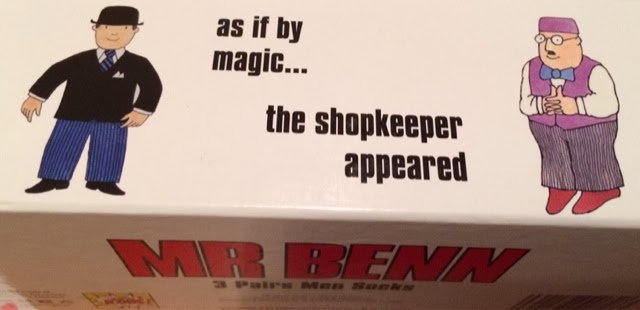 as if by
magic...
the shopkeeper
appeared
MR BENN
3 Pairs Men Socks